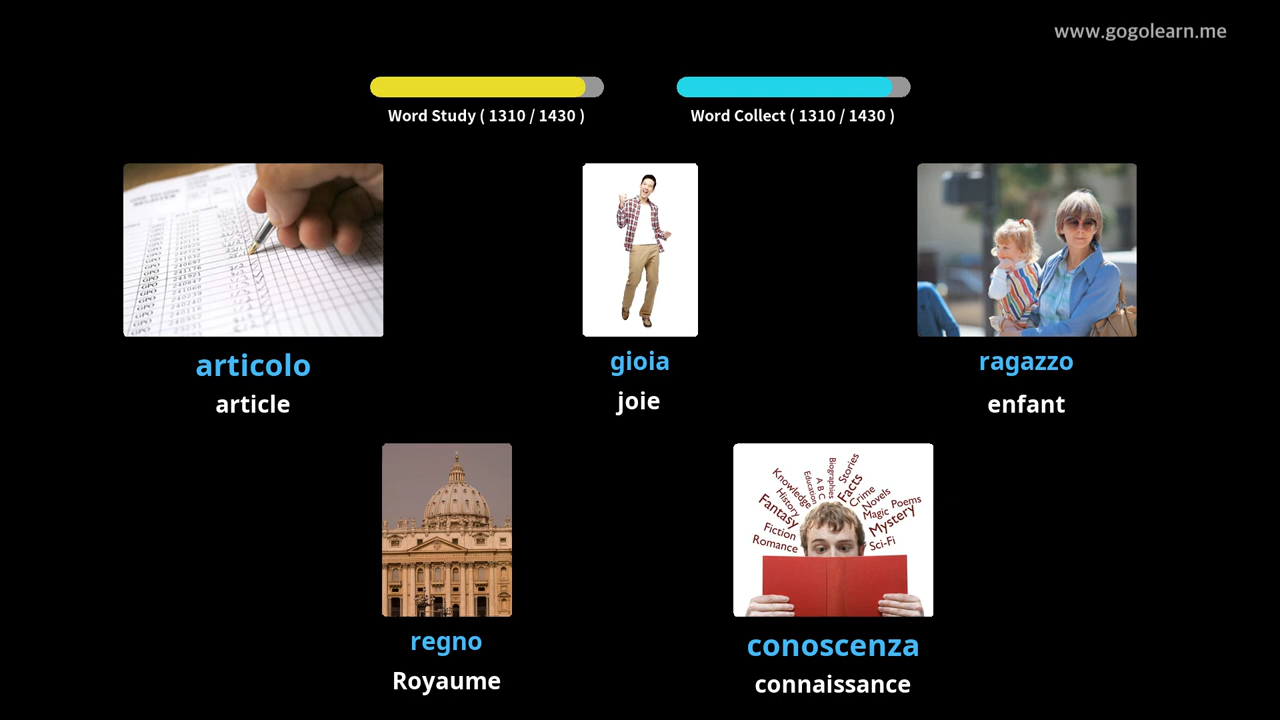 www.gogolearn.me
Word Study ( 1310 / 1430 )
Word Collect ( 1310 / 1430 )
articolo
article
gioia
joie
ragazzo
enfant
Knowledge
History
Fantasy
Fiction
Romance
Education
A B C
Biographies
Stories
Facts
Crime
Novels
Magic
Poems
Mystery
Sci-Fi
regno
Royaume
conoscenza
connaissance